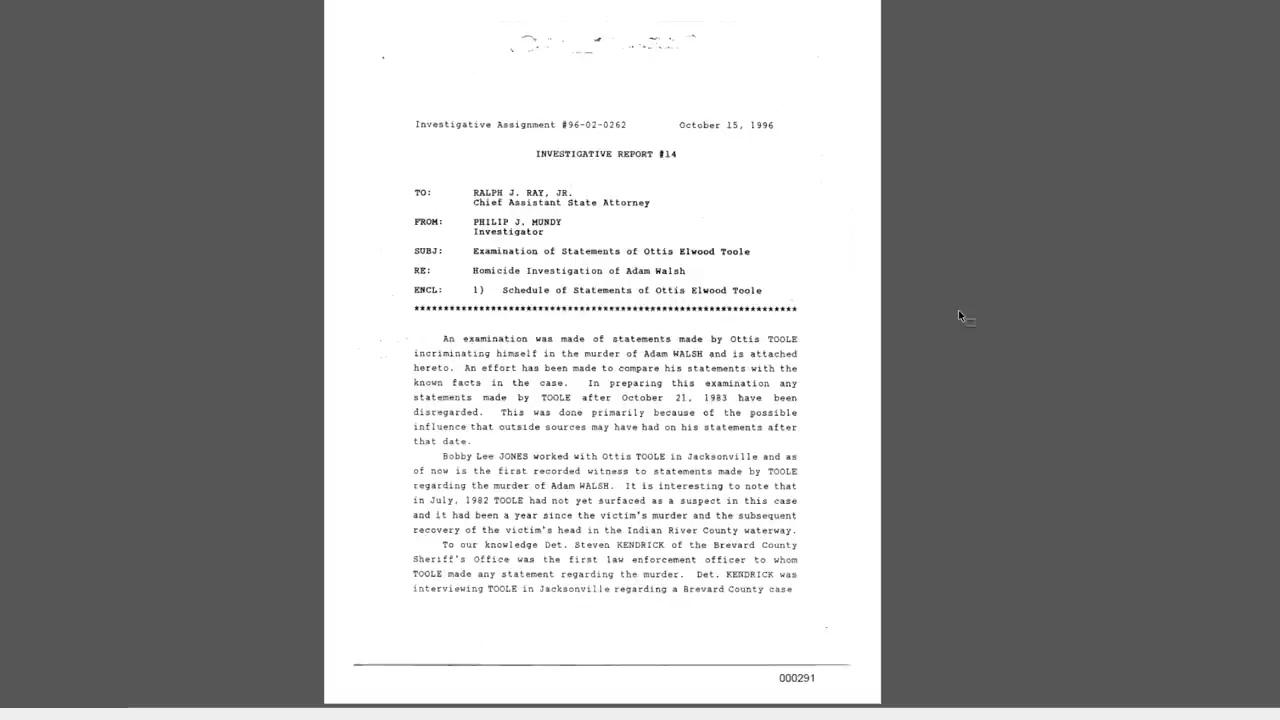 Investigative Assignment #96-02-0262 October 15, 1996
INVESTIGATIVE REPORT #14
TO: RALPH J. RAY, JR.
Chief Assistant State Attorney
FROM: PHILIP J. MUNDY
Investigator
SUBJ: Examination of Statements of Ottis Elwood Toole
RE: Homicide Investigation of Adam Walsh
ENCL: 1) Schedule of Statements of Ottis Elwood Toole
*****************************************************************
An examination was made of statements made by Ottis TOOLE
incriminating himself in the murder of Adam WALSH and is attached
hereto. An effort has been made to compare his statements with the
known facts in the case. In preparing this examination any
statements made by TOOLE after October 21, 1983 have been
disregarded. This was done primarily because of the possible
influence that outside sources may have had on his statements after
that date.
Bobby Lee JONES worked with Ottis TOOLE in Jacksonville and as
of now is the first recorded witness to statements made by TOOLE
regarding the murder of Adam WALSH. It is interesting to note that
in July, 1982 TOOLE had not yet surfaced as a suspect in this case
and it had been a year since the victim's murder and the subsequent
recovery of the victim's head in the Indian River County waterway.
To our knowledge Det. Steven KENDRICK of the Brevard County
Sheriff's Office was the first law enforcement officer to whom
TOOLE made any statement regarding the murder. Det. KENDRICK was
interviewing TOOLE in Jacksonville regarding a Brevard County case
000291